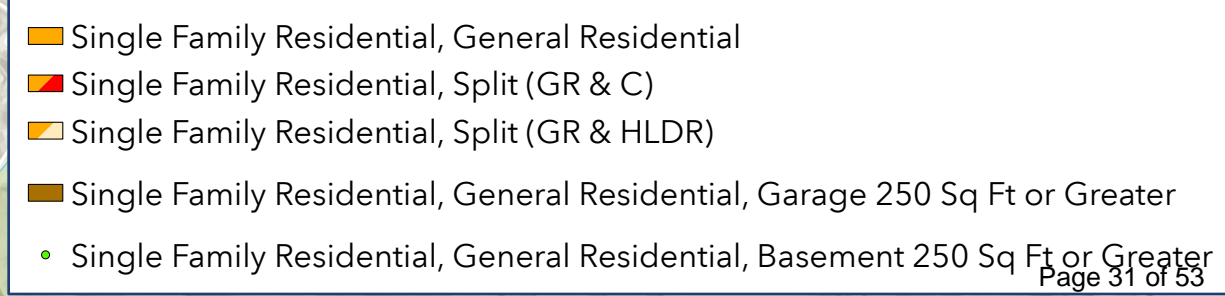 Single Family Residential, General Residential
Single Family Residential, Split (GR & C)
Single Family Residential, Split (GR & HLDR)
Single Family Residential, General Residential, Garage 250 Sq Ft or Greater
Single Family Residential, General Residential, Basement 250 Sq Ft or Greater
Page 31 of 53